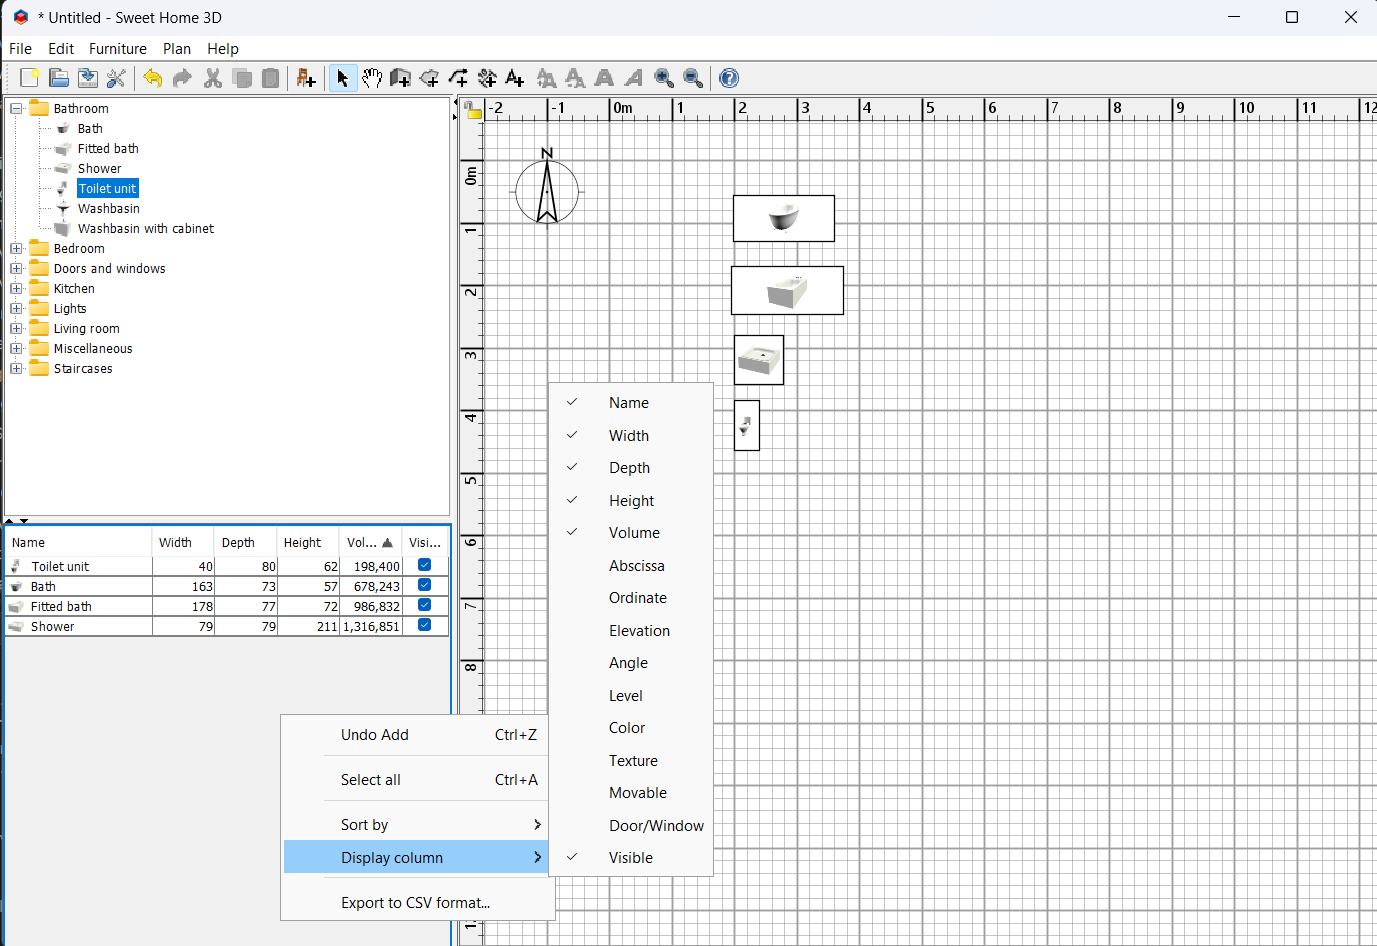 * Untitled - Sweet Home 3D
File Edit Furniture Plan Help
Bathroom
Bath
Fitted bath
Shower
Toilet unit
Washbasin
Washbasin with cabinet
Bedroom
Doors and windows
Kitchen
Lights
Living room
Miscellaneous
Staircases
Name Width Depth Height Vol... Visi...
Toilet unit 40 80 62 198,400
Bath 163 73 57 678,243
Fitted bath 178 77 72 986,832
Shower 79 79 211 1,316,851
-2 -1 0m 1 2 3 4 5 6 7 8 9 10 11 12
0m
1
2
3
4
5
6
7
8
N
Undo Add Ctrl+Z
Select all Ctrl+A
Sort by
Display column
Export to CSV format...
Name
Width
Depth
Height
Volume
Abscissa
Ordinate
Elevation
Angle
Level
Color
Texture
Movable
Door/Window
Visible